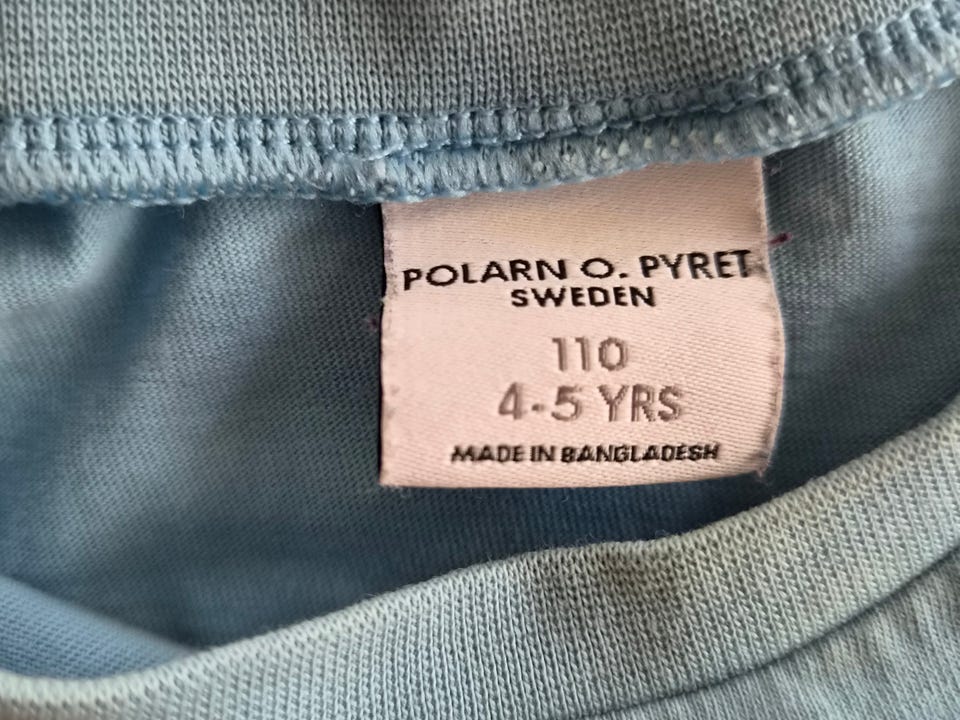 POLARN O. PYRET
SWEDEN
110
4-5 YRS
MADE IN BANGLADESH